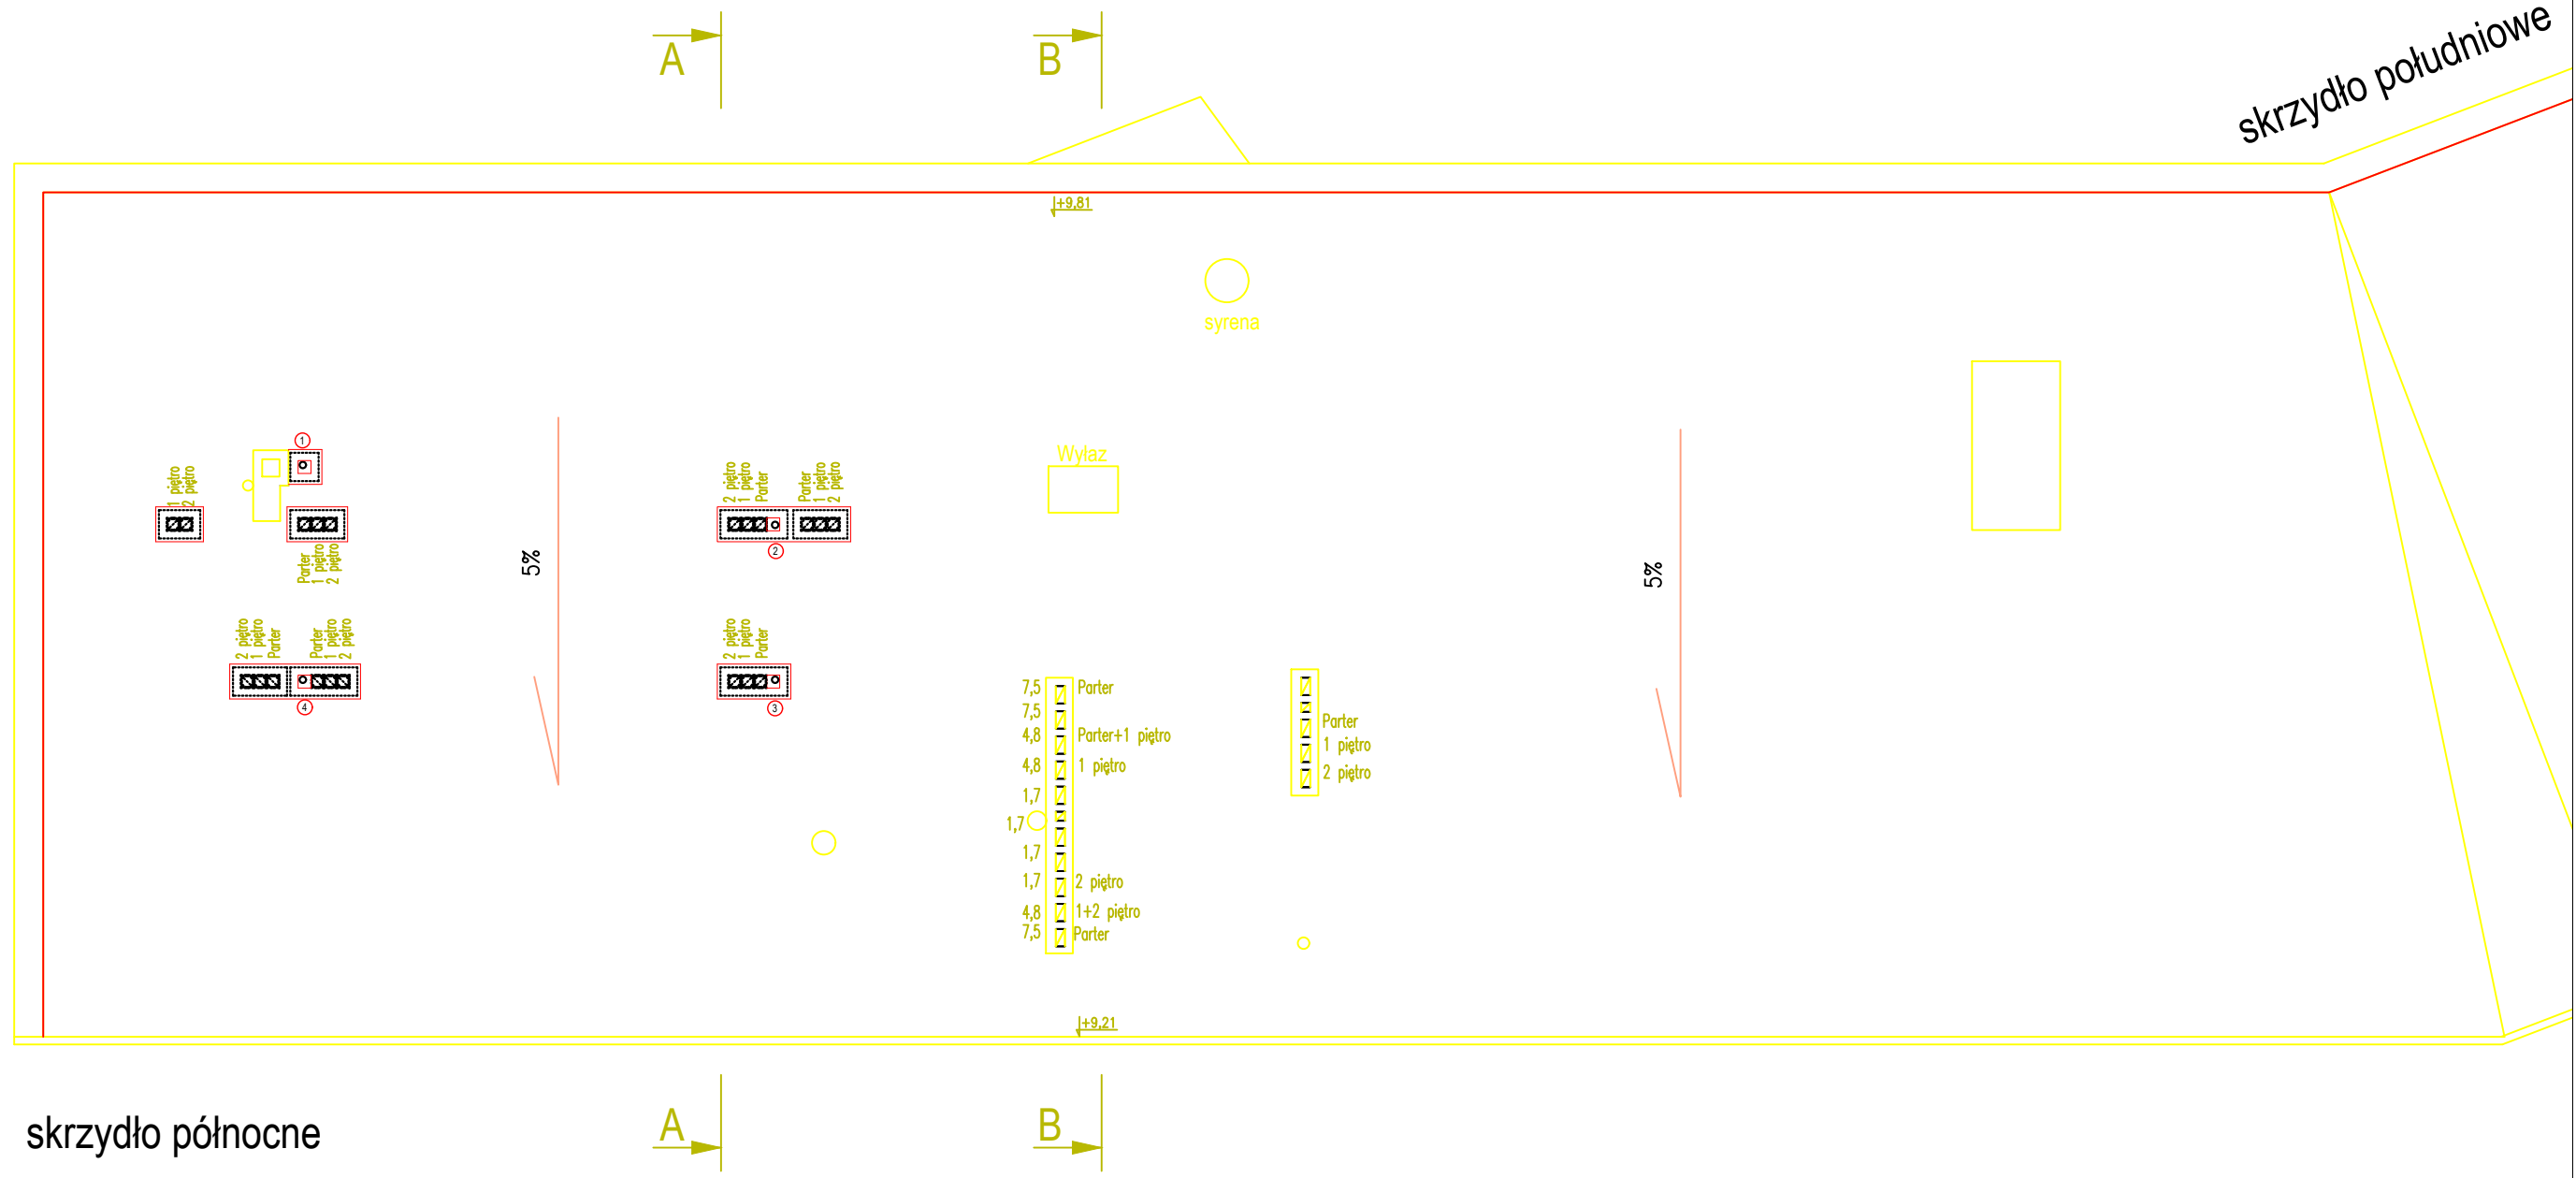 A
B
skrzydło południowe
+9,81
syrena
1
1 piętro
2 piętro
2 piętro
1 piętro
Parter
Parter
1 piętro
2 piętro
Wyłaz
2
5%
5%
Parter
1 piętro
2 piętro
2 piętro
1 piętro
Parter
Parter
1 piętro
2 piętro
2 piętro
1 piętro
Parter
4
3
7,5 Parter
7,5
4,8 Parter+1 piętro
4,8 1 piętro
1,7
1,7
1,7
1,7 2 piętro
4,8 1+2 piętro
7,5 Parter
Parter
1 piętro
2 piętro
+9,21
skrzydło północne
A
B